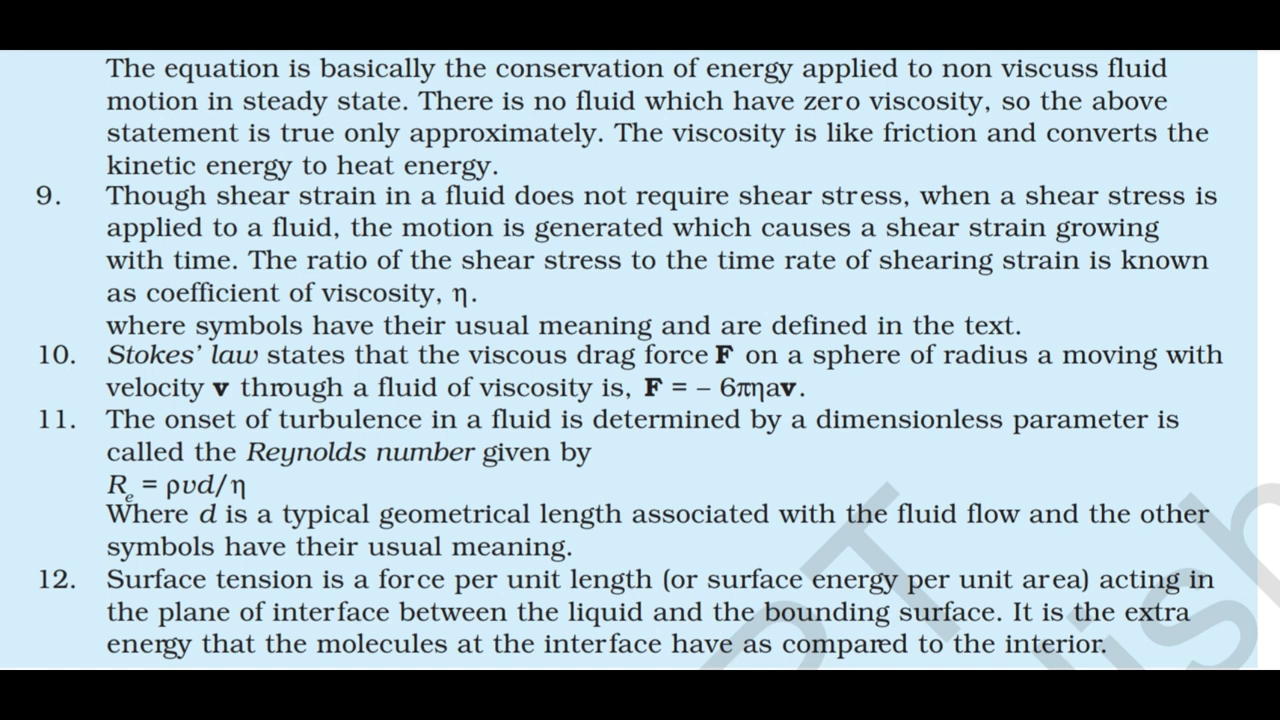 The equation is basically the conservation of energy applied to non viscuss fluid
motion in steady state. There is no fluid which have zero viscosity, so the above
statement is true only approximately. The viscosity is like friction and converts the
kinetic energy to heat energy.
9. Though shear strain in a fluid does not require shear stress, when a shear stress is
applied to a fluid, the motion is generated which causes a shear strain growing
with time. The ratio of the shear stress to the time rate of shearing strain is known
as coefficient of viscosity, η.
where symbols have their usual meaning and are defined in the text.
10. Stokes’ law states that the viscous drag force F on a sphere of radius a moving with
velocity v through a fluid of viscosity is, F = – 6πηav.
11. The onset of turbulence in a fluid is determined by a dimensionless parameter is
called the Reynolds number given by
Rₑ = ρυd/η
Where d is a typical geometrical length associated with the fluid flow and the other
symbols have their usual meaning.
12. Surface tension is a force per unit length (or surface energy per unit area) acting in
the plane of interface between the liquid and the bounding surface. It is the extra
energy that the molecules at the interface have as compared to the interior.